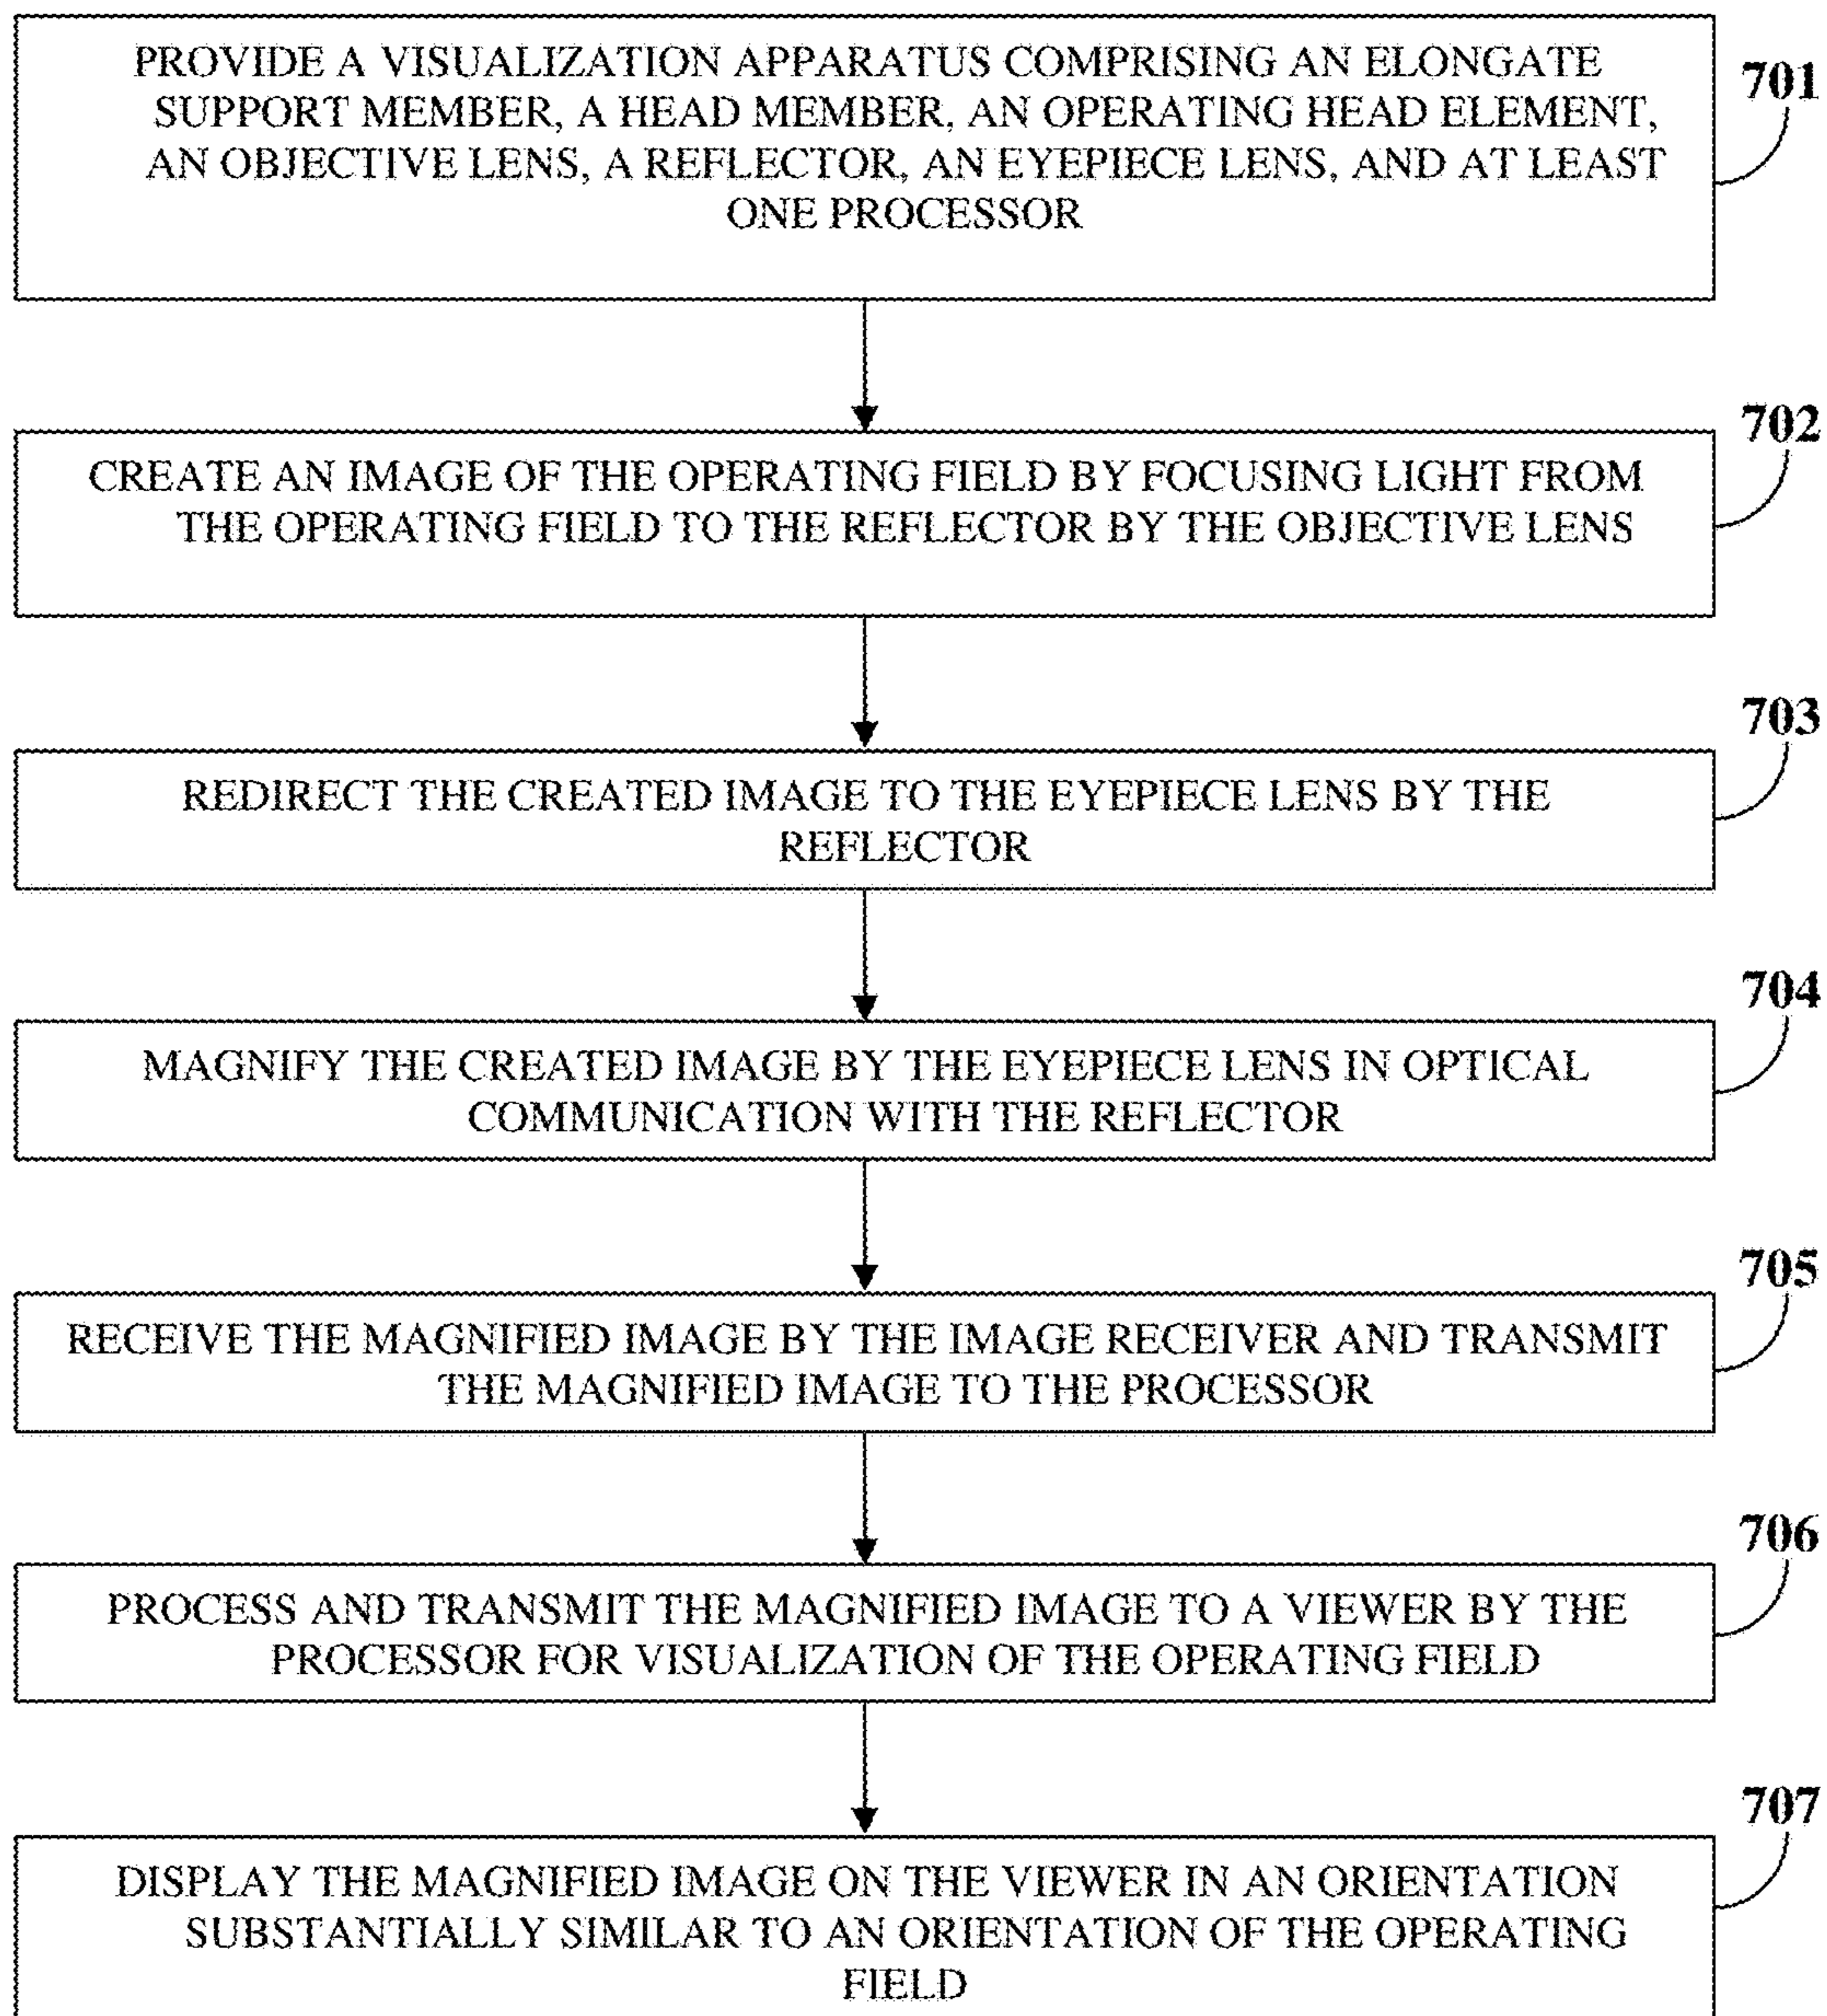 PROVIDE A VISUALIZATION APPARATUS COMPRISING AN ELONGATE
SUPPORT MEMBER, A HEAD MEMBER, AN OPERATING HEAD ELEMENT,
AN OBJECTIVE LENS, A REFLECTOR, AN EYEPIECE LENS, AND AT LEAST
ONE PROCESSOR
701
CREATE AN IMAGE OF THE OPERATING FIELD BY FOCUSING LIGHT FROM
THE OPERATING FIELD TO THE REFLECTOR BY THE OBJECTIVE LENS
702
REDIRECT THE CREATED IMAGE TO THE EYEPIECE LENS BY THE
REFLECTOR
703
MAGNIFY THE CREATED IMAGE BY THE EYEPIECE LENS IN OPTICAL
COMMUNICATION WITH THE REFLECTOR
704
RECEIVE THE MAGNIFIED IMAGE BY THE IMAGE RECEIVER AND TRANSMIT
THE MAGNIFIED IMAGE TO THE PROCESSOR
705
PROCESS AND TRANSMIT THE MAGNIFIED IMAGE TO A VIEWER BY THE
PROCESSOR FOR VISUALIZATION OF THE OPERATING FIELD
706
DISPLAY THE MAGNIFIED IMAGE ON THE VIEWER IN AN ORIENTATION
SUBSTANTIALLY SIMILAR TO AN ORIENTATION OF THE OPERATING
FIELD
707